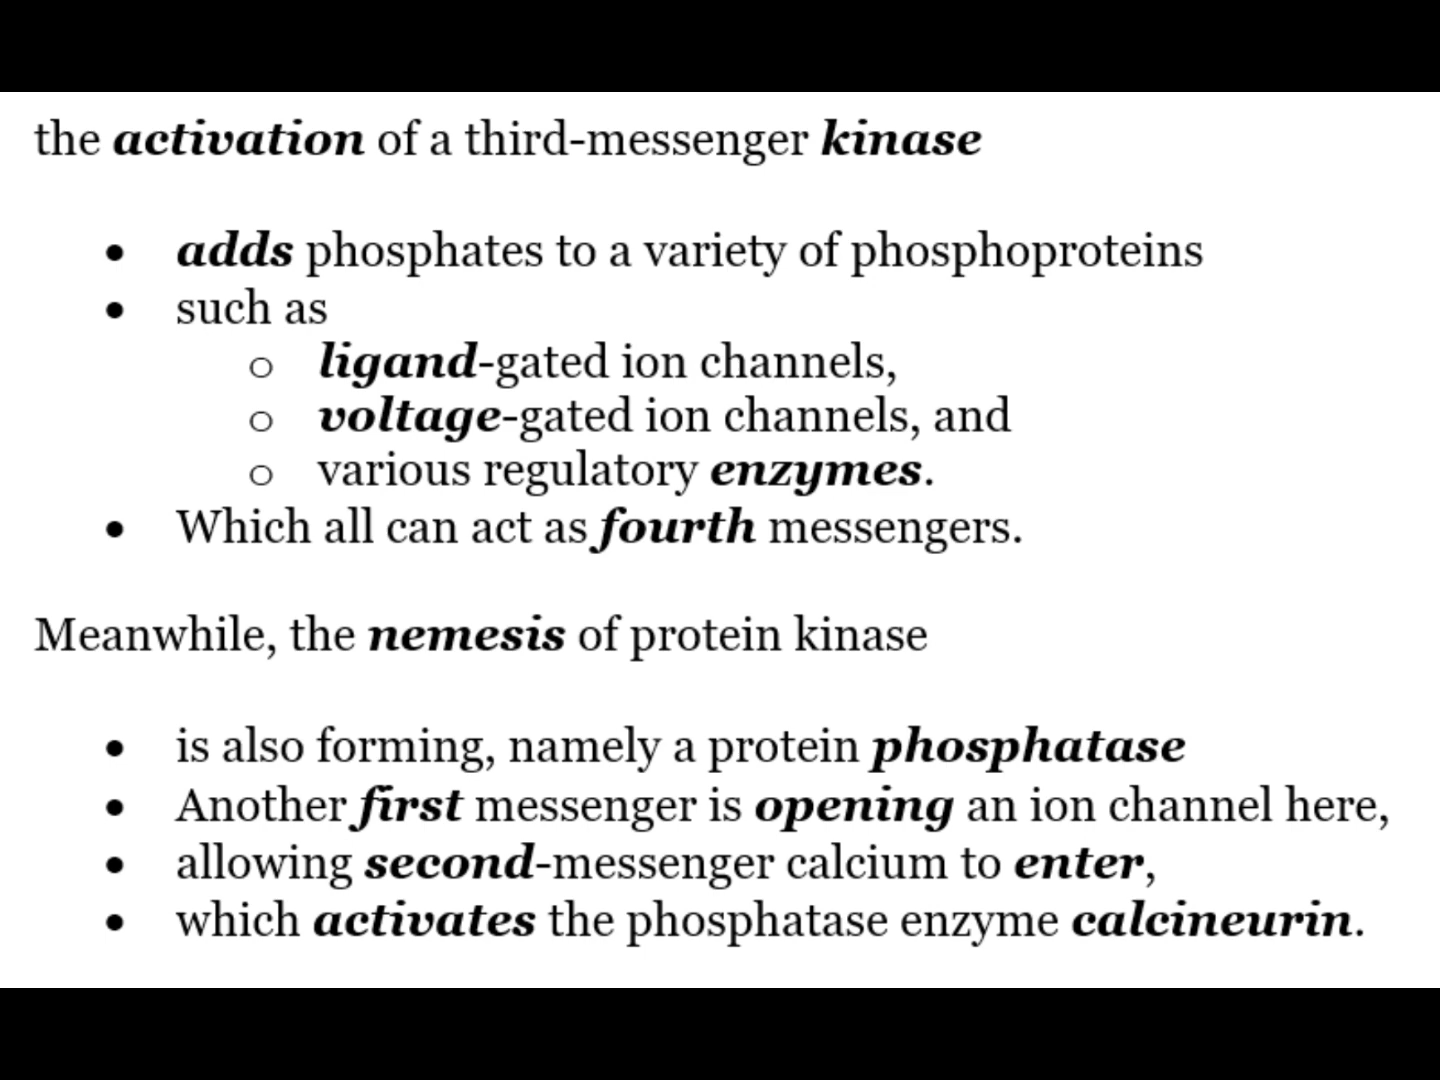 the activation of a third-messenger kinase
• adds phosphates to a variety of phosphoproteins
• such as
o ligand-gated ion channels,
o voltage-gated ion channels, and
o various regulatory enzymes.
• Which all can act as fourth messengers.
Meanwhile, the nemesis of protein kinase
• is also forming, namely a protein phosphatase
• Another first messenger is opening an ion channel here,
• allowing second-messenger calcium to enter,
• which activates the phosphatase enzyme calcineurin.